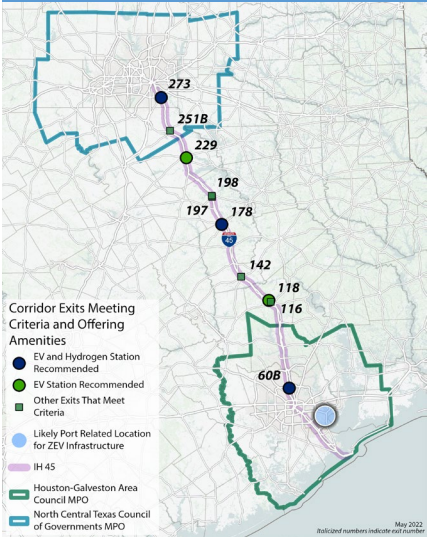 273
251B
229
198
197
178
45
142
118
116
60B
Corridor Exits Meeting
Criteria and Offering
Amenities
EV and Hydrogen Station
Recommended
EV Station Recommended
Other Exits That Meet
Criteria
Likely Port Related Location
for ZEV Infrastructure
IH 45
Houston-Galveston Area
Council MPO
North Central Texas Council
of Governments MPO
May 2022
Italicized numbers indicate exit number